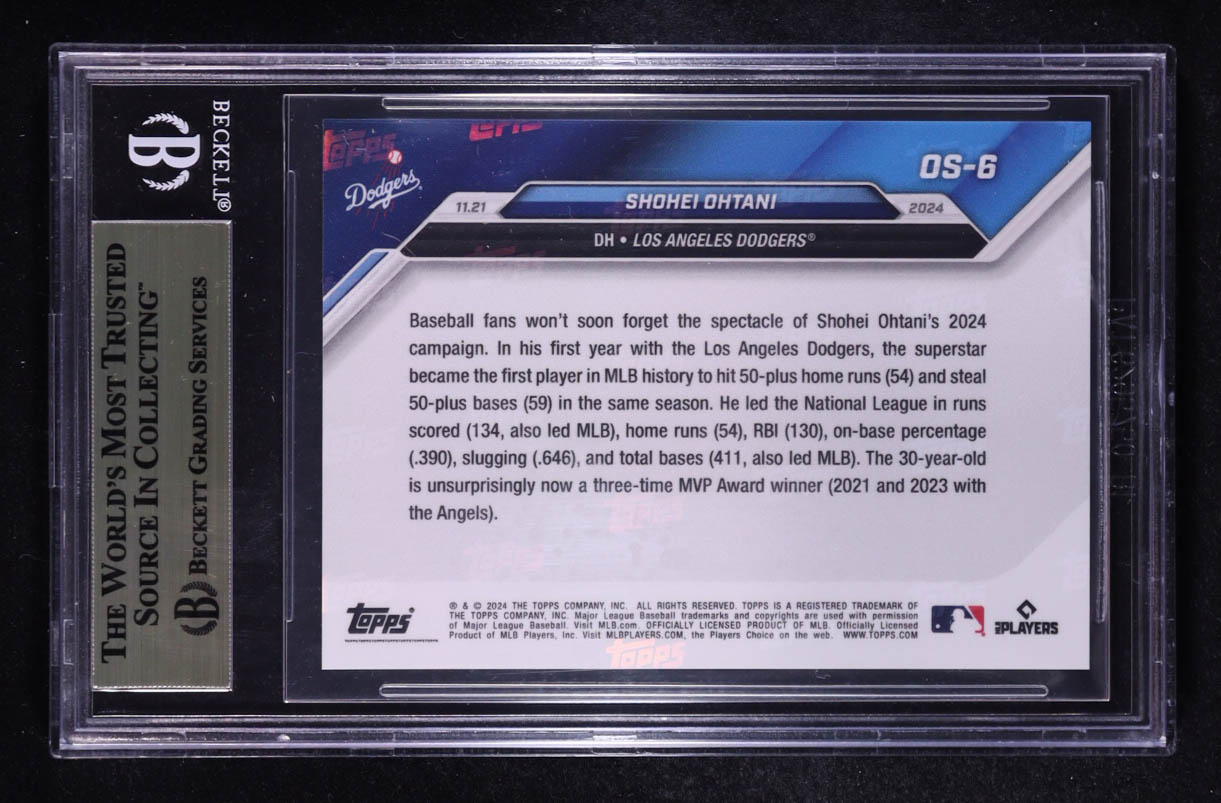 BECKETT®
B
THE WORLD'S MOST TRUSTED
SOURCE IN COLLECTING™
B BECKETT GRADING SERVICES
TOPPS
TOPPS
Dodgers
OS-6
11.21
SHOHEI OHTANI
2024
DH • LOS ANGELES DODGERS®
Baseball fans won't soon forget the spectacle of Shohei Ohtani's 2024
campaign. In his first year with the Los Angeles Dodgers, the superstar
became the first player in MLB history to hit 50-plus home runs (54) and steal
50-plus bases (59) in the same season. He led the National League in runs
scored (134, also led MLB), home runs (54), RBI (130), on-base percentage
(.390), slugging (.646), and total bases (411, also led MLB). The 30-year-old
is unsurprisingly now a three-time MVP Award winner (2021 and 2023 with
the Angels).
Topps®
® & © 2024 THE TOPPS COMPANY, INC. ALL RIGHTS RESERVED. TOPPS IS A REGISTERED TRADEMARK OF
THE TOPPS COMPANY, INC. Major League Baseball trademarks and copyrights are used with permission
of Major League Baseball. Visit MLB.com. OFFICIALLY LICENSED PRODUCT OF MLB. Officially Licensed
Product of MLB Players, Inc. Visit MLBPLAYERS.COM, the Players Choice on the web. WWW.TOPPS.COM
MLB PLAYERS
TOPPS